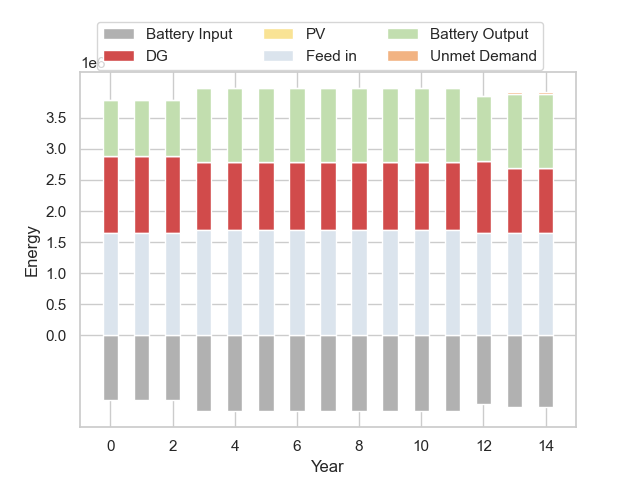 Battery Input PV Battery Output
DG Feed in Unmet Demand
1e6
3.5
3.0
2.5
2.0
1.5
1.0
0.5
0.0
Energy
0 2 4 6 8 10 12 14
Year